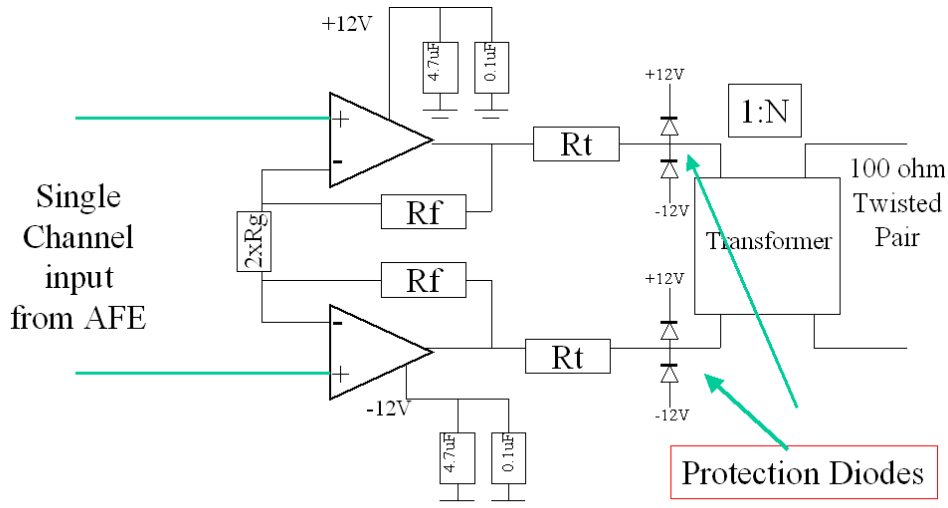 +12V
4.7uF
0.1uF
+12V
1:N
+
-
Rt
100 ohm
Twisted
Pair
Single
Channel
input
from AFE
-12V
Rf
2xRg
Transformer
Rf
+12V
-
+
Rt
-12V
-12V
4.7uF
0.1uF
Protection Diodes